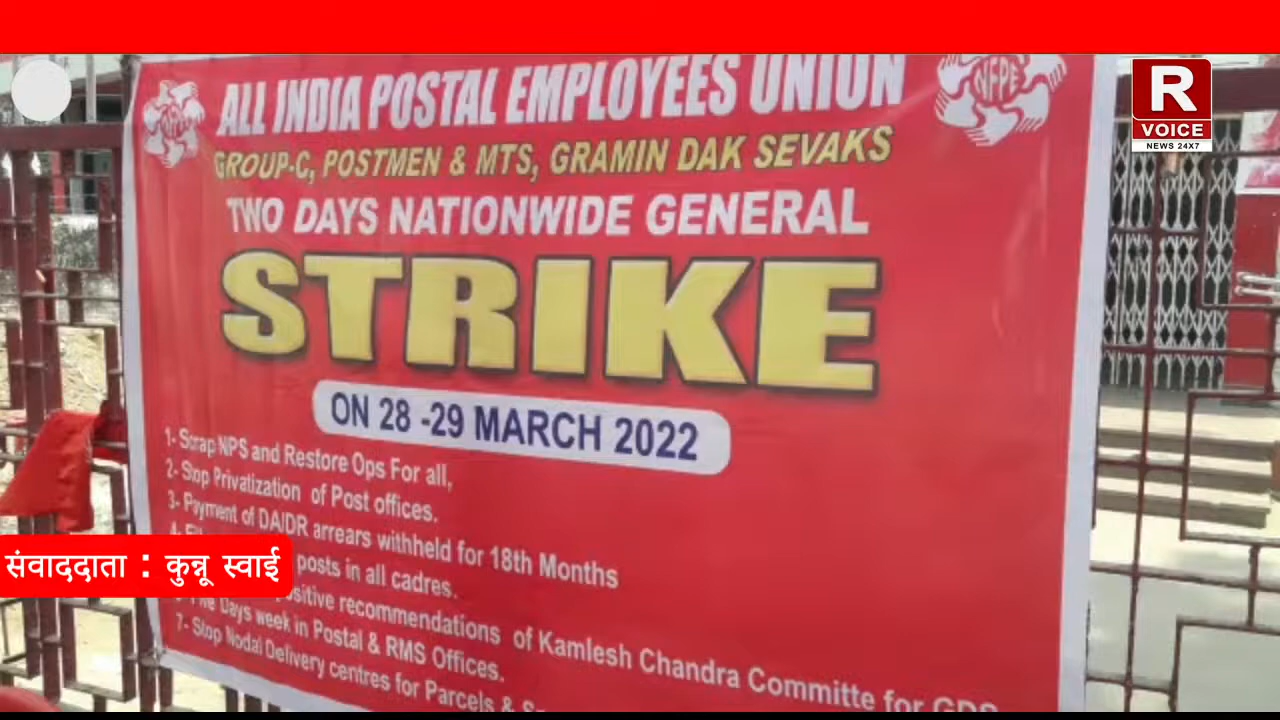 ALL INDIA POSTAL EMPLOYEES UNION
NFPE
GROUP-C, POSTMEN & MTS, GRAMIN DAK SEVAKS
TWO DAYS NATIONWIDE GENERAL
STRIKE
ON 28 -29 MARCH 2022
1- Scrap NPS and Restore Ops For all,
2- Stop Privatization of Post offices.
3- Payment of DA/DR arrears withheld for 18th Months
posts in all cadres.
recommendations of Kamlesh Chandra Committe for GDS
Days week in Postal & RMS Offices.
7- Stop Nodal Delivery centres for Parcels &
R
VOICE
NEWS 24X7
संवाददाता : कुन्नू स्वाई